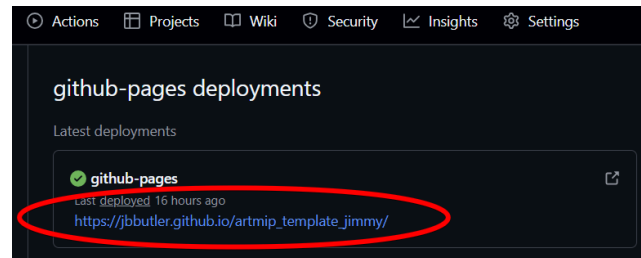 Actions Projects Wiki Security Insights Settings
github-pages deployments
Latest deployments
github-pages
Last deployed 16 hours ago
https://jbbutler.github.io/artmip_template_jimmy/